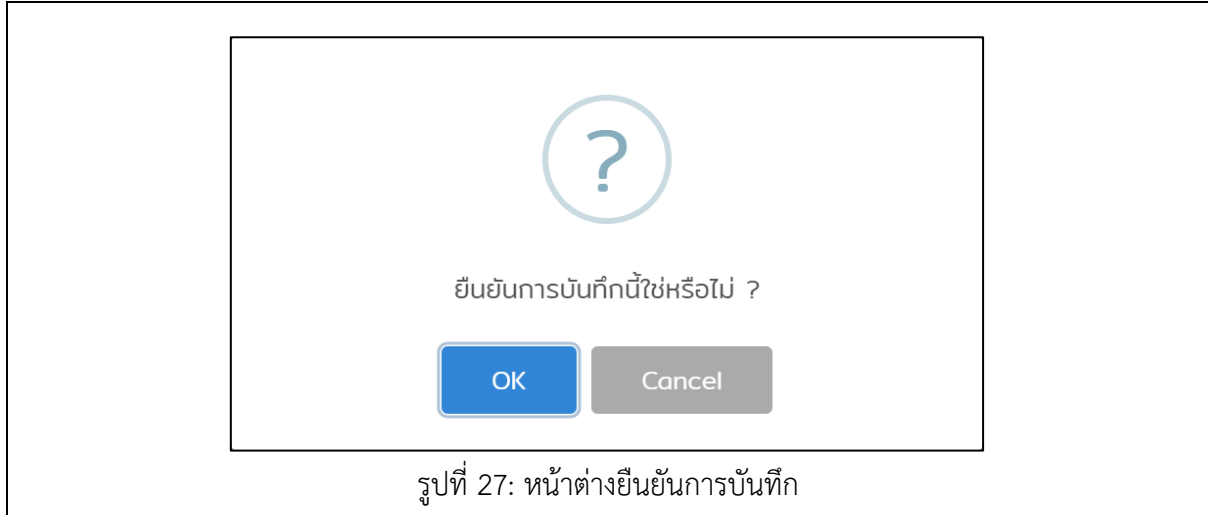 ?
ยืนยันการบันทึกนี้ใช่หรือไม่ ?
OK Cancel
รูปที่ 27: หน้าต่างยืนยันการบันทึก